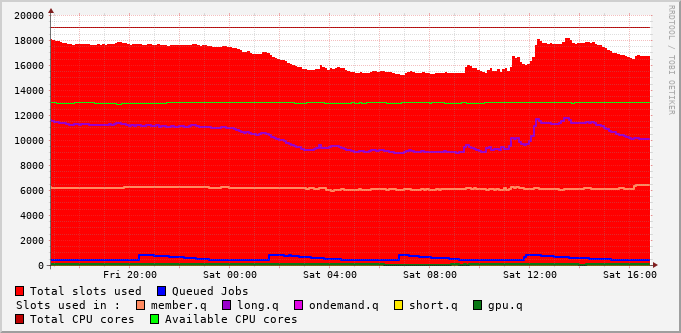 RRDTOOL / TOBI OETIKER
20000
18000
16000
14000
12000
10000
8000
6000
4000
2000
0
Fri 20:00 Sat 00:00 Sat 04:00 Sat 08:00 Sat 12:00 Sat 16:00
Total slots used Queued Jobs
Slots used in : member.q long.q ondemand.q short.q gpu.q
Total CPU cores Available CPU cores